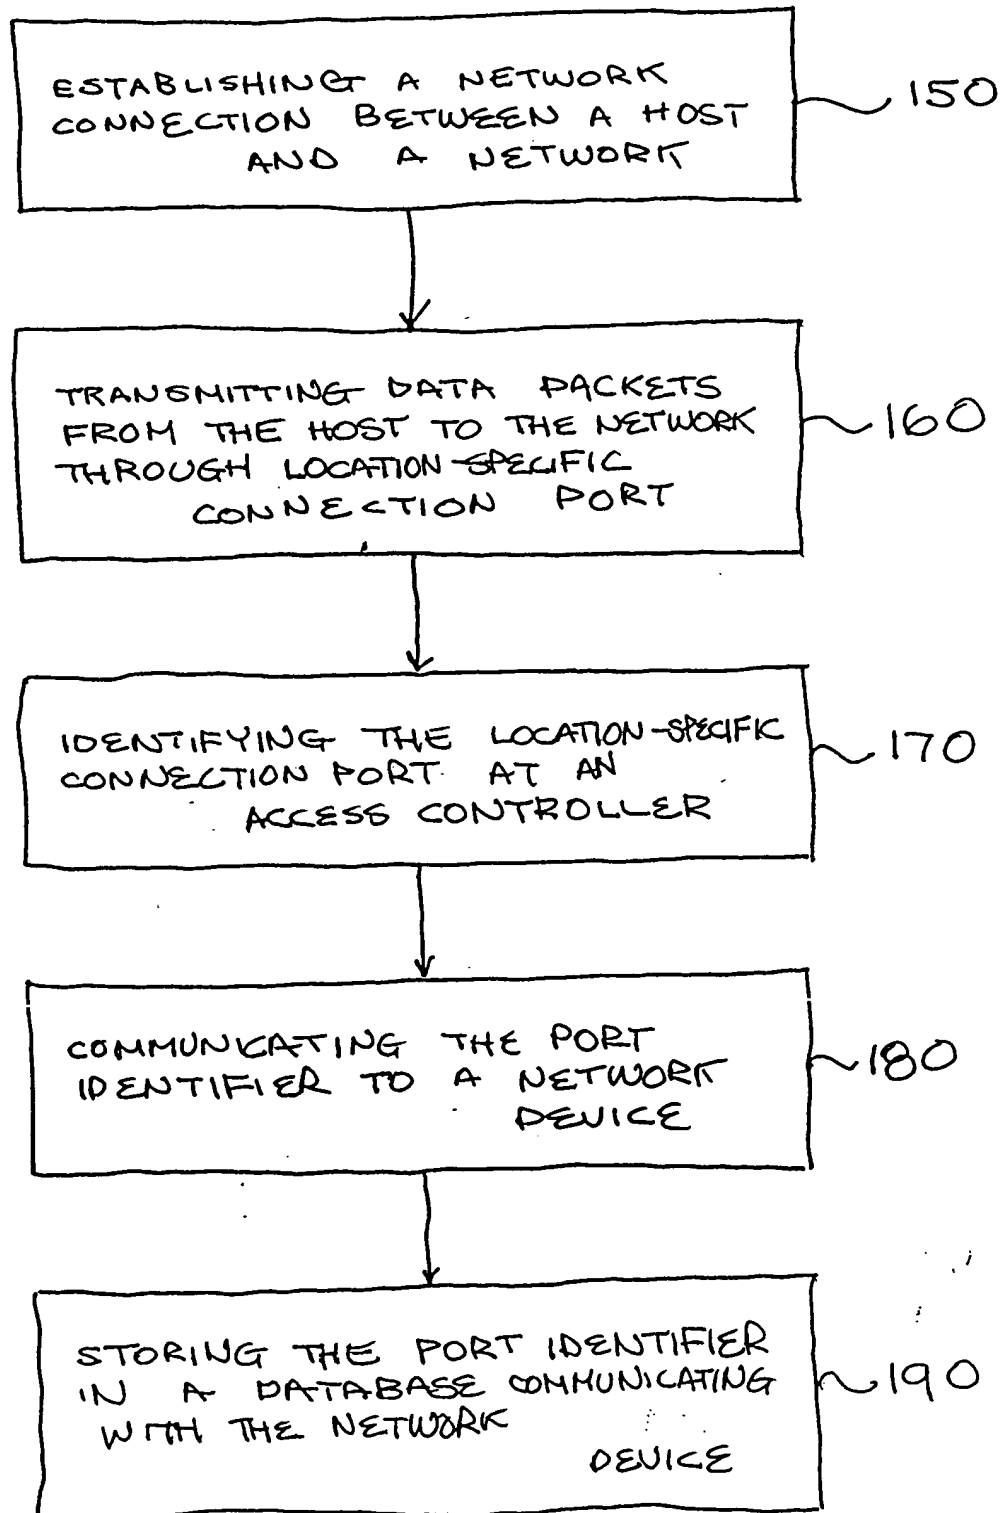 ESTABLISHING A NETWORK
CONNECTION BETWEEN A HOST
AND A NETWORK
150
TRANSMITTING DATA PACKETS
FROM THE HOST TO THE NETWORK
THROUGH LOCATION-SPECIFIC
CONNECTION PORT
160
IDENTIFYING THE LOCATION-SPECIFIC
CONNECTION PORT AT AN
ACCESS CONTROLLER
170
COMMUNICATING THE PORT
IDENTIFIER TO A NETWORK
DEVICE
180
STORING THE PORT IDENTIFIER
IN A DATABASE COMMUNICATING
WITH THE NETWORK
DEVICE
190